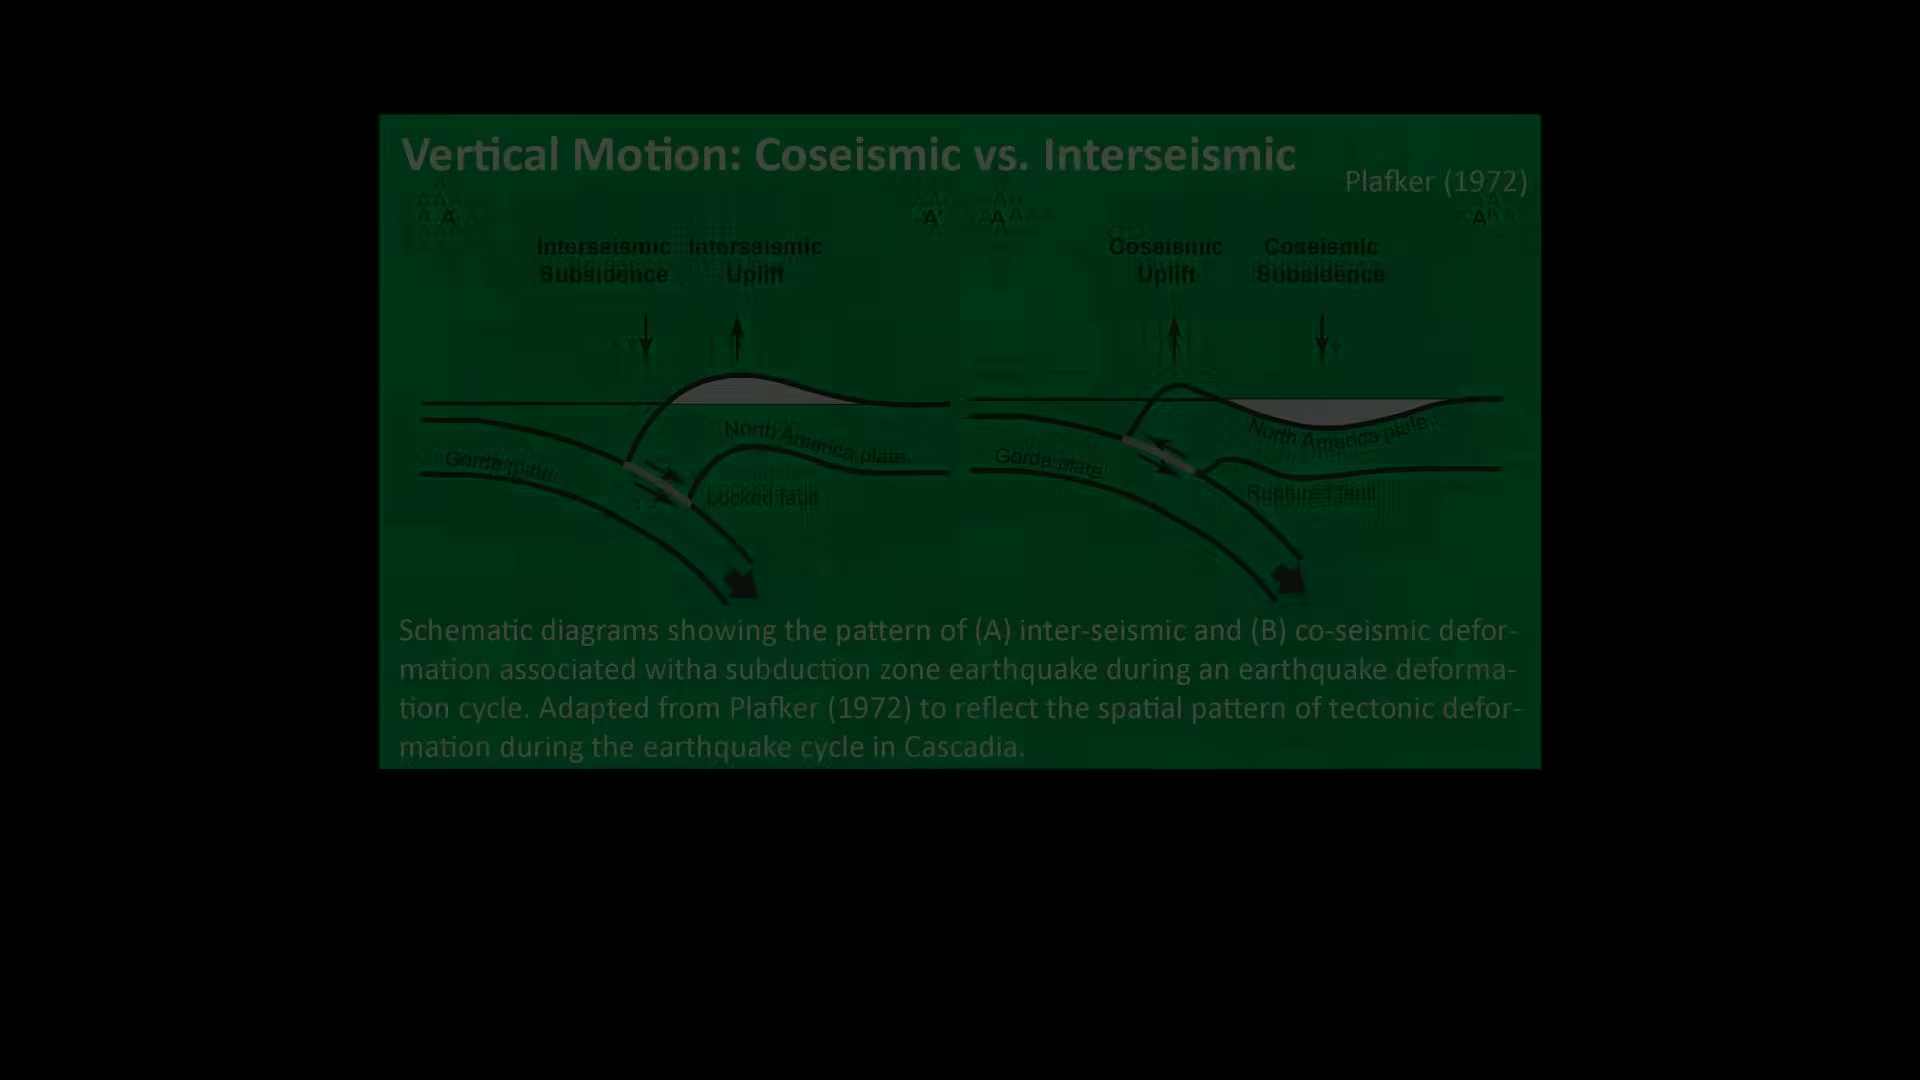 Vertical Motion: Coseismic vs. Interseismic
Plafker (1972)
A A'
A A'
Interseismic Subsidence
Interseismic Uplift
Coseismic Uplift
Coseismic Subsidence
North America plate
Gorda plate
Locked fault
North America plate
Gorda plate
Ruptured fault
Schematic diagrams showing the pattern of (A) inter-seismic and (B) co-seismic defor-
mation associated witha subduction zone earthquake during an earthquake deforma-
tion cycle. Adapted from Plafker (1972) to reflect the spatial pattern of tectonic defor-
mation during the earthquake cycle in Cascadia.